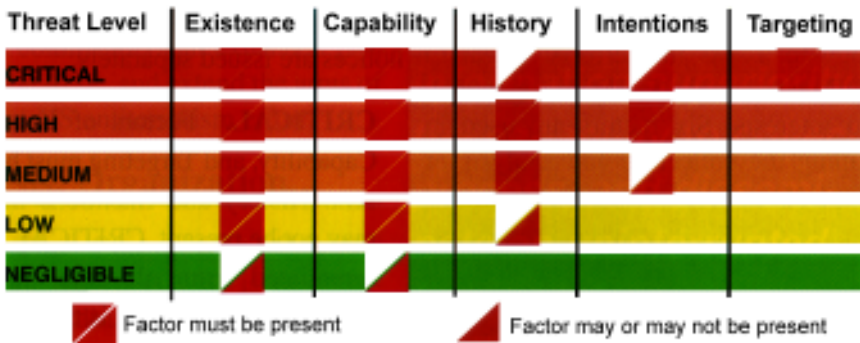 Threat Level Existence Capability History Intentions Targeting
CRITICAL
HIGH
MEDIUM
LOW
NEGLIGIBLE
Factor must be present Factor may or may not be present